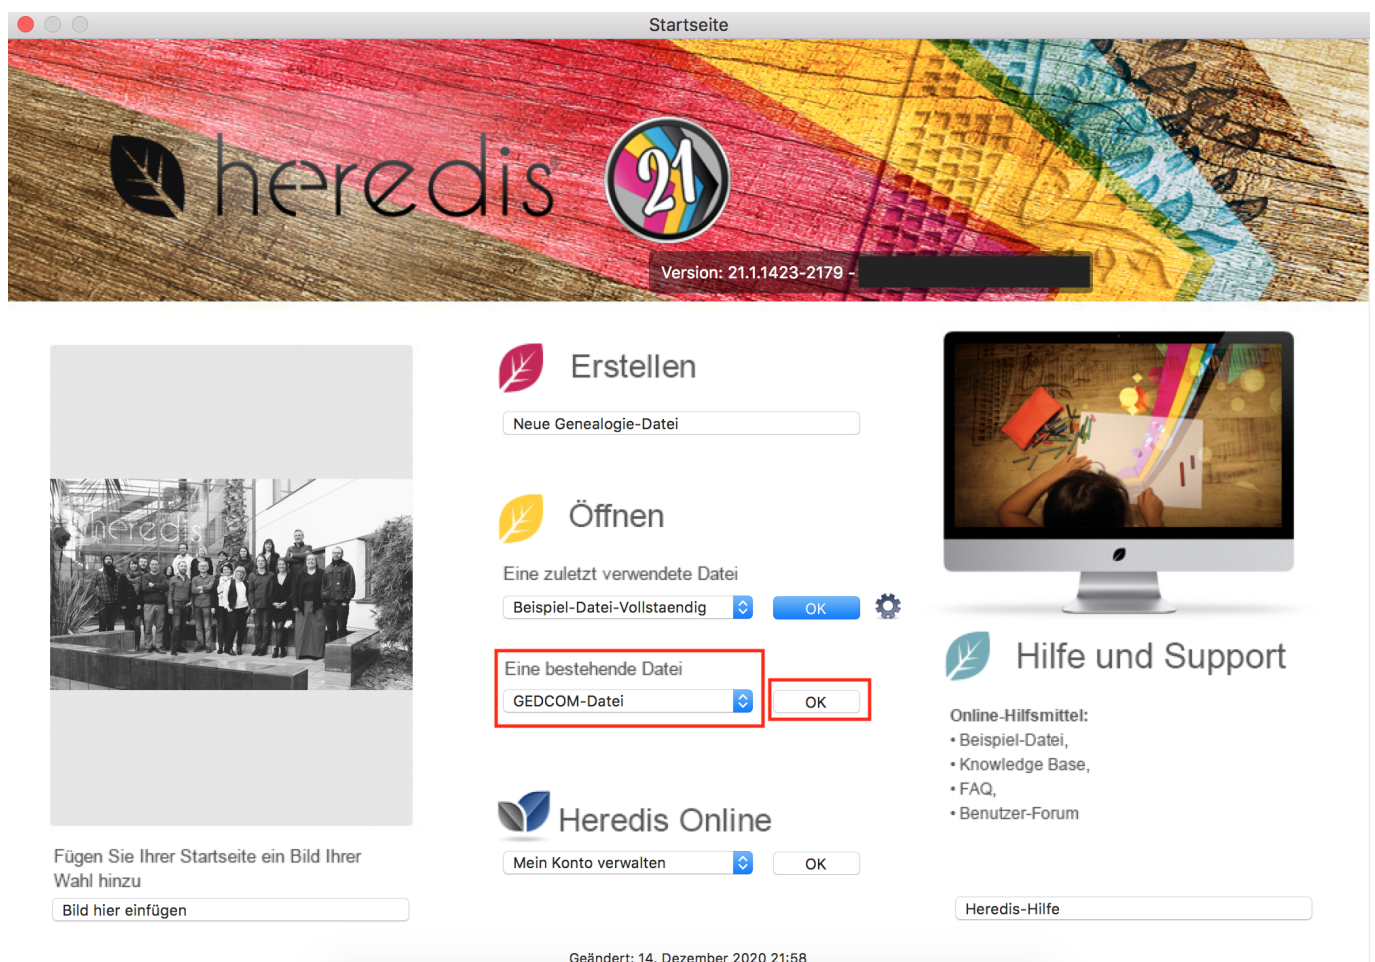 Startseite
heredis
21
Version: 21.1.1423-2179 -
heredis
Fügen Sie Ihrer Startseite ein Bild Ihrer
Wahl hinzu
Bild hier einfügen
Erstellen
Neue Genealogie-Datei
Öffnen
Eine zuletzt verwendete Datei
Beispiel-Datei-Vollstaendig
OK
Eine bestehende Datei
GEDCOM-Datei
OK
Heredis Online
Mein Konto verwalten
OK
Hilfe und Support
Online-Hilfsmittel:
• Beispiel-Datei,
• Knowledge Base,
• FAQ,
• Benutzer-Forum
Heredis-Hilfe
Geändert: 14. Dezember 2020 21:58